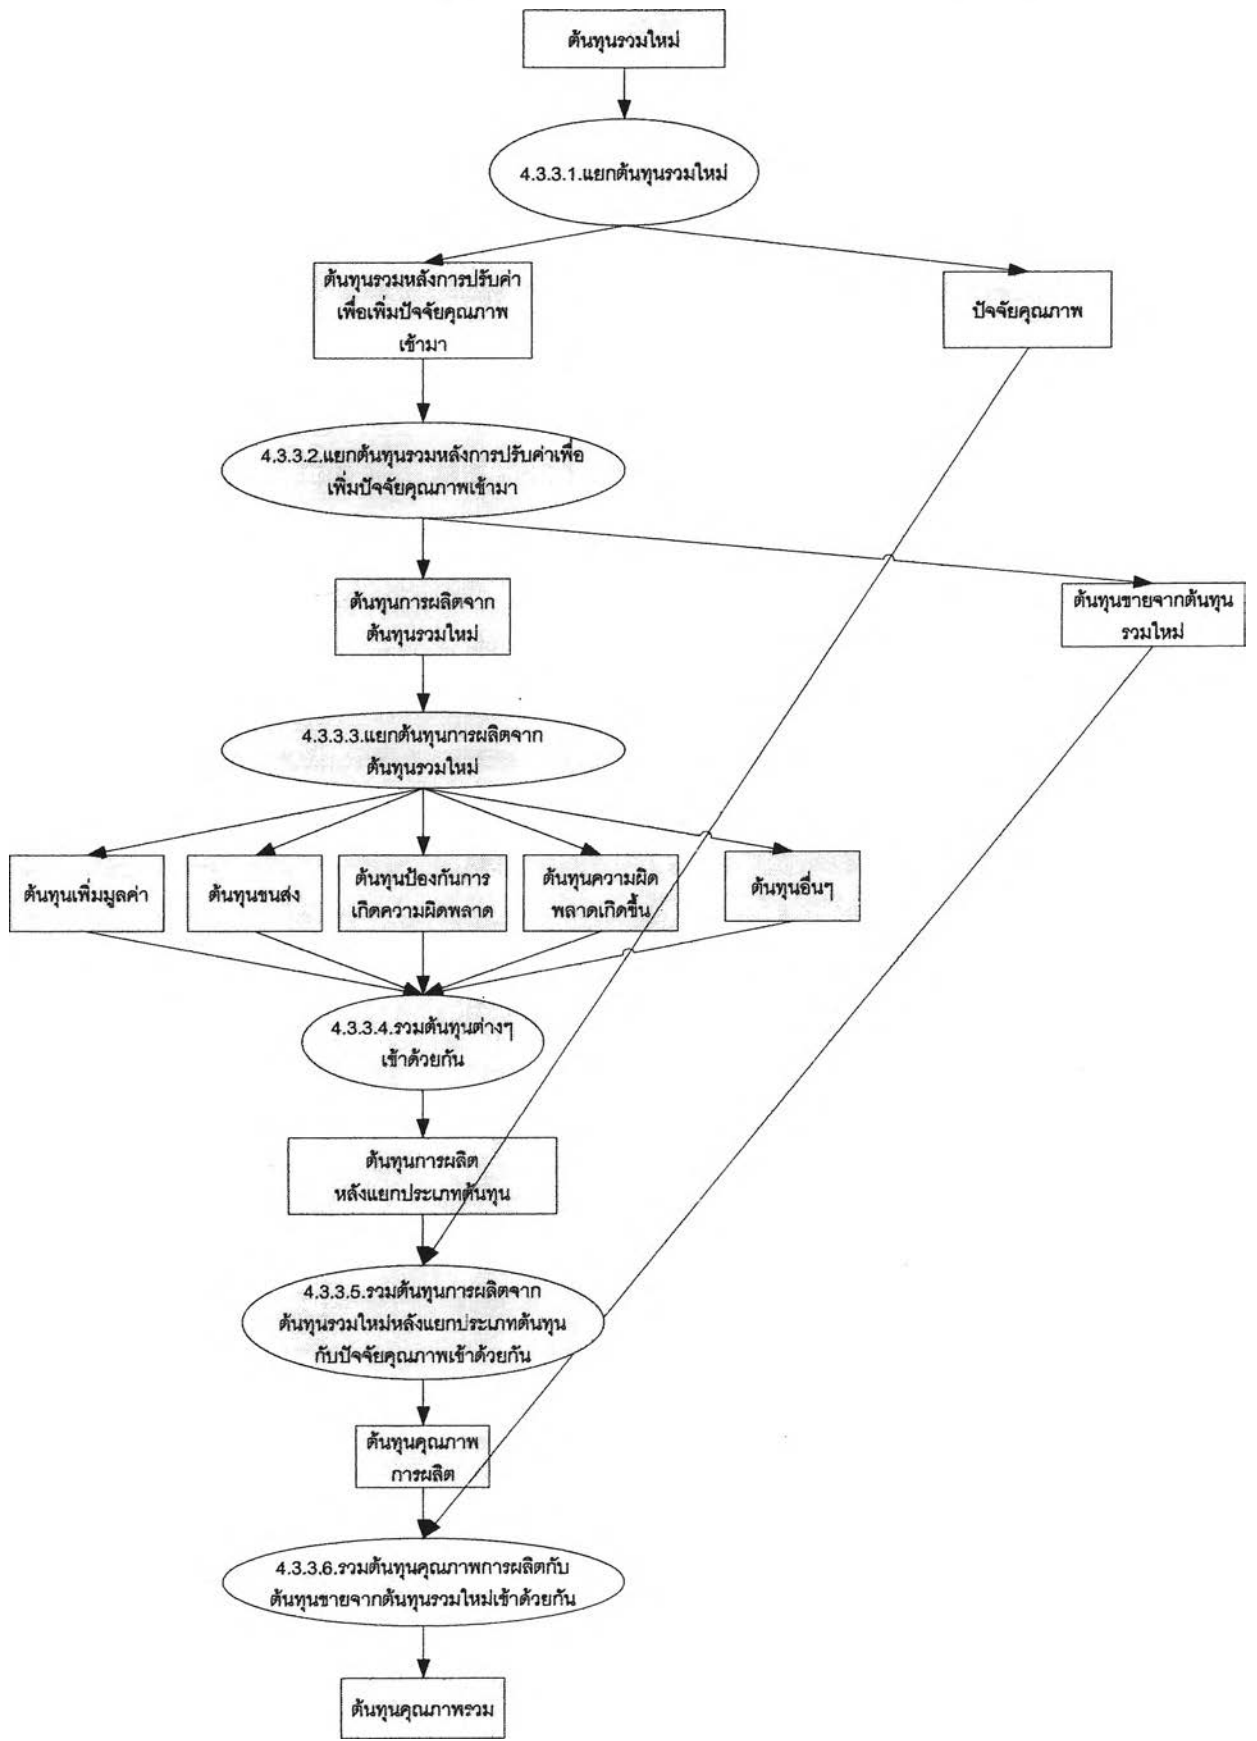 ต้นทุนรวมใหม่
4.3.3.1.แยกต้นทุนรวมใหม่
ต้นทุนรวมหลังการปรับค่า
เพื่อเพิ่มปัจจัยคุณภาพ
เข้ามา
ปัจจัยคุณภาพ
4.3.3.2.แยกต้นทุนรวมหลังการปรับค่าเพื่อ
เพิ่มปัจจัยคุณภาพเข้ามา
ต้นทุนการผลิตจาก
ต้นทุนรวมใหม่
ต้นทุนขายจากต้นทุน
รวมใหม่
4.3.3.3.แยกต้นทุนการผลิตจาก
ต้นทุนรวมใหม่
ต้นทุนเพิ่มมูลค่า
ต้นทุนขนส่ง
ต้นทุนป้องกันการ
เกิดความผิดพลาด
ต้นทุนความผิด
พลาดเกิดขึ้น
ต้นทุนอื่นๆ
4.3.3.4.รวมต้นทุนต่างๆ
เข้าด้วยกัน
ต้นทุนการผลิต
หลังแยกประเภทต้นทุน
4.3.3.5.รวมต้นทุนการผลิตจาก
ต้นทุนรวมใหม่หลังแยกประเภทต้นทุน
กับปัจจัยคุณภาพเข้าด้วยกัน
ต้นทุนคุณภาพ
การผลิต
4.3.3.6.รวมต้นทุนคุณภาพการผลิตกับ
ต้นทุนขายจากต้นทุนรวมใหม่เข้าด้วยกัน
ต้นทุนคุณภาพรวม